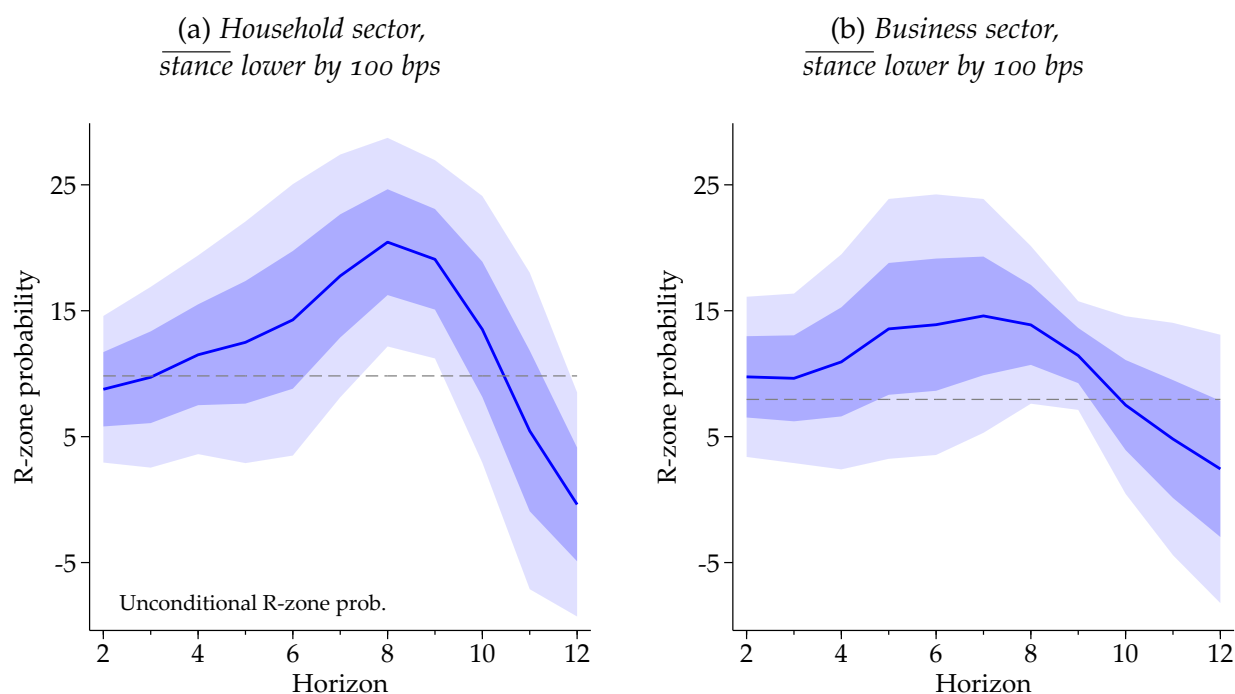 (a) Household sector,
stance lower by 100 bps
25
15
5
-5
R-zone probability
Unconditional R-zone prob.
2 4 6 8 10 12
Horizon
(b) Business sector,
stance lower by 100 bps
25
15
5
-5
R-zone probability
2 4 6 8 10 12
Horizon